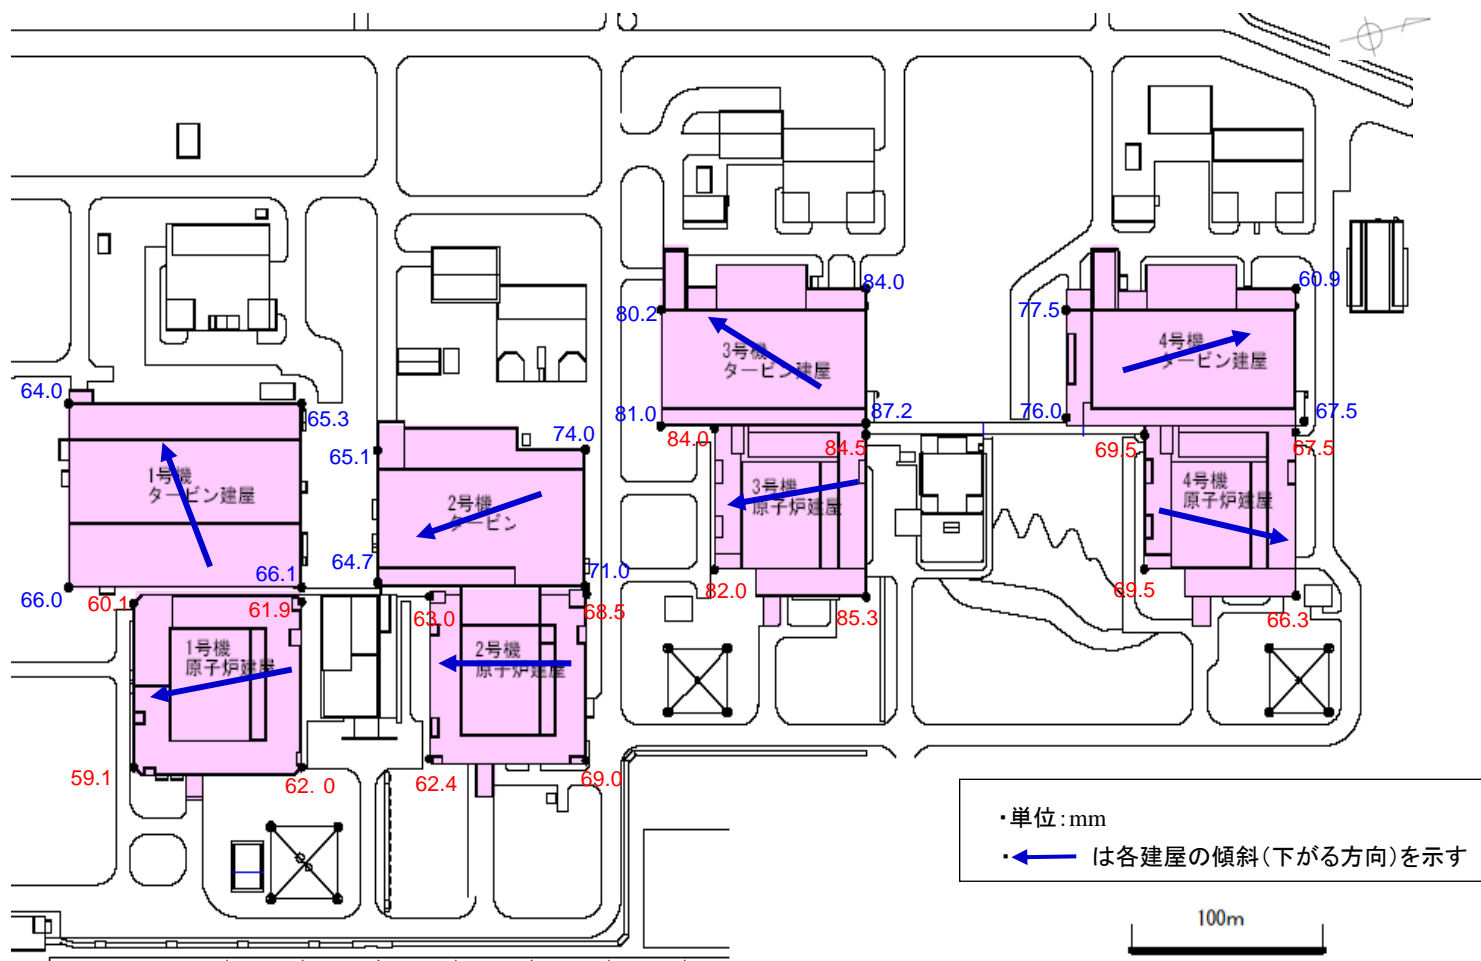 84.0
60.9
80.2
77.5
3号機
タービン建屋
4号機
タービン建屋
64.0
65.3
81.0
87.2
76.0
67.5
74.0
65.1
84.0
84.5
69.5
67.5
1号機
タービン建屋
2号機
タービン
3号機
原子炉建屋
4号機
原子炉建屋
64.7
71.0
66.1
66.0
60.1
61.9
63.0
68.5
82.0
85.3
69.5
66.3
1号機
原子炉建屋
2号機
原子炉建屋
59.1
62. 0
62.4
69.0
・単位:mm
・は各建屋の傾斜(下がる方向)を示す
100m